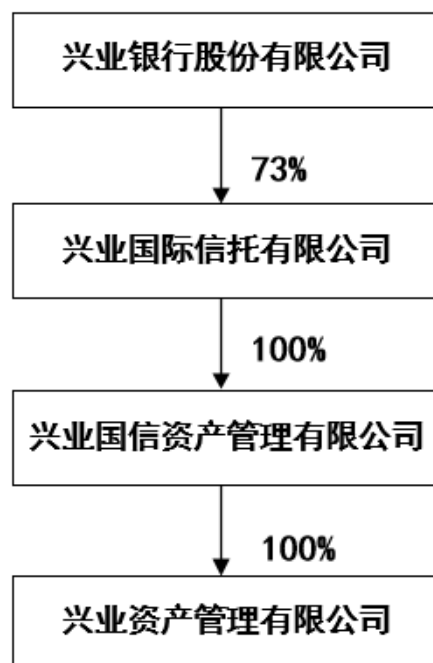 兴业银行股份有限公司
73%
兴业国际信托有限公司
100%
兴业国信资产管理有限公司
100%
兴业资产管理有限公司